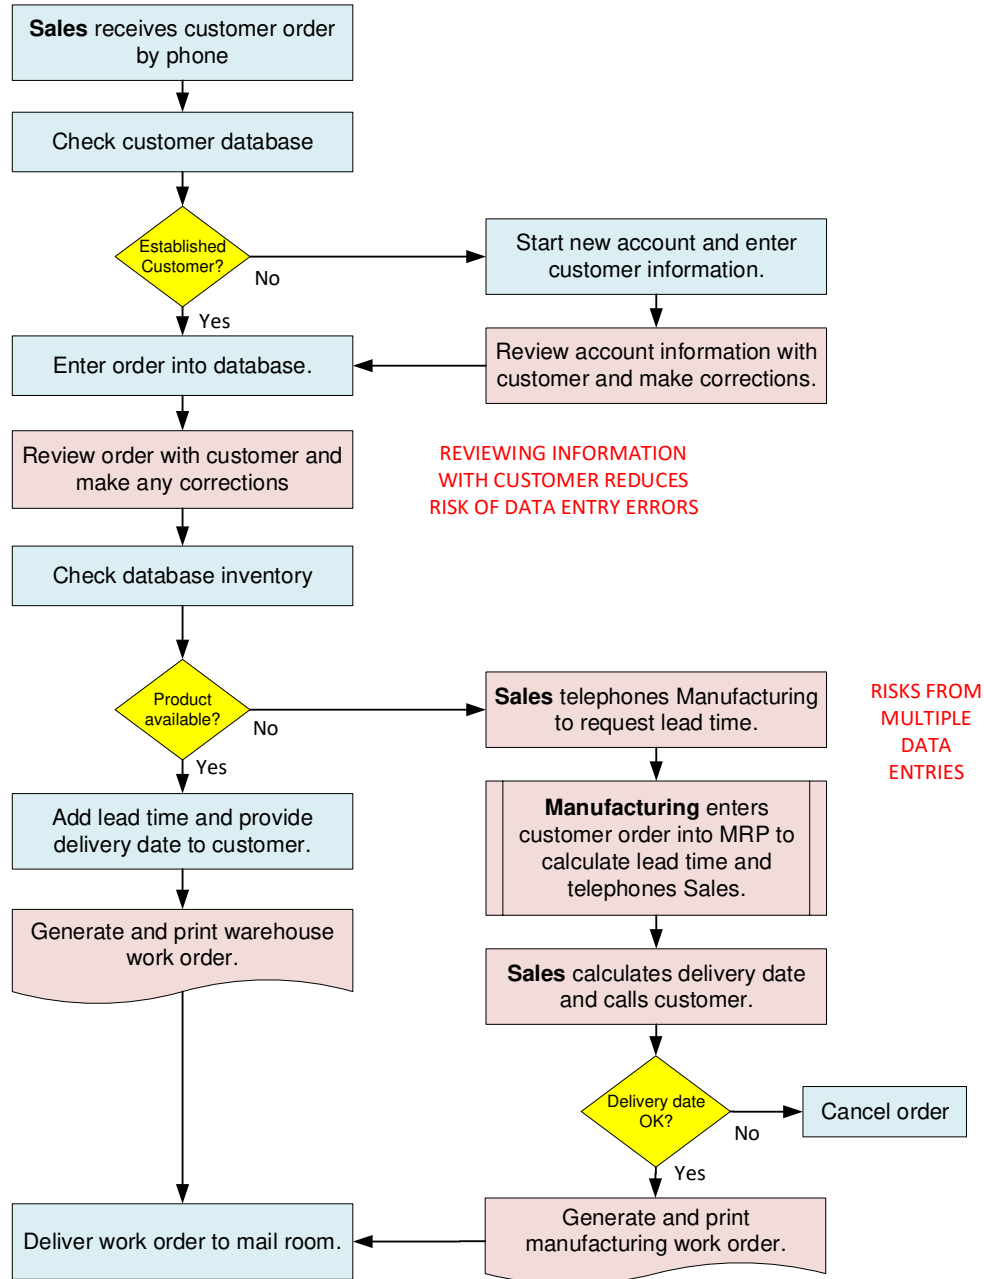 Sales receives customer order
by phone
Check customer database
Established
Customer?
No
Start new account and enter
customer information.
Yes
Review account information with
customer and make corrections.
Enter order into database.
Review order with customer and
make any corrections
REVIEWING INFORMATION
WITH CUSTOMER REDUCES
RISK OF DATA ENTRY ERRORS
Check database inventory
Product
available?
No
Sales telephones Manufacturing
to request lead time.
RISKS FROM
MULTIPLE
DATA
ENTRIES
Yes
Add lead time and provide
delivery date to customer.
Manufacturing enters
customer order into MRP to
calculate lead time and
telephones Sales.
Generate and print warehouse
work order.
Sales calculates delivery date
and calls customer.
Delivery date
OK?
No
Cancel order
Yes
Generate and print
manufacturing work order.
Deliver work order to mail room.